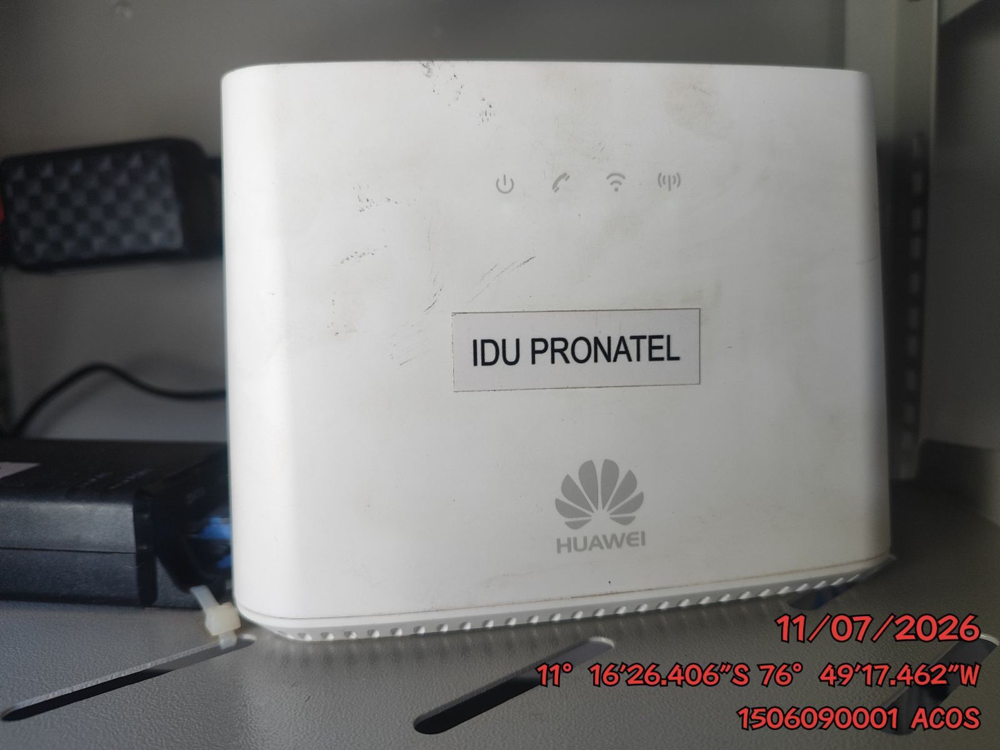 IDU PRONATEL
HUAWEI
11/07/2026
11° 16'26.406"S 76° 49'17.462"W
1506090001 ACOS